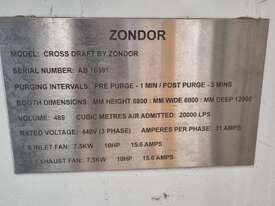 ZONDOR
MODEL: CROSS DRAFT BY ZONDOR
SERIAL NUMBER: AB 16391
PURGING INTERVALS: PRE PURGE - 1 MIN / POST PURGE - 3 MINS
BOOTH DIMENSIONS: MM HEIGHT 6800 : MM WIDE 6000 : MM DEEP 12000
VOLUME: 489 CUBIC METRES AIR ADMITTED: 20000 LPS
RATED VOLTAGE: 440V (3 PHASE) AMPERES PER PHASE: 31 AMPS
INLET FAN: 7.5KW 10HP 15.6 AMPS
EXHAUST FAN: 7.5KW 10HP 15.6 AMPS